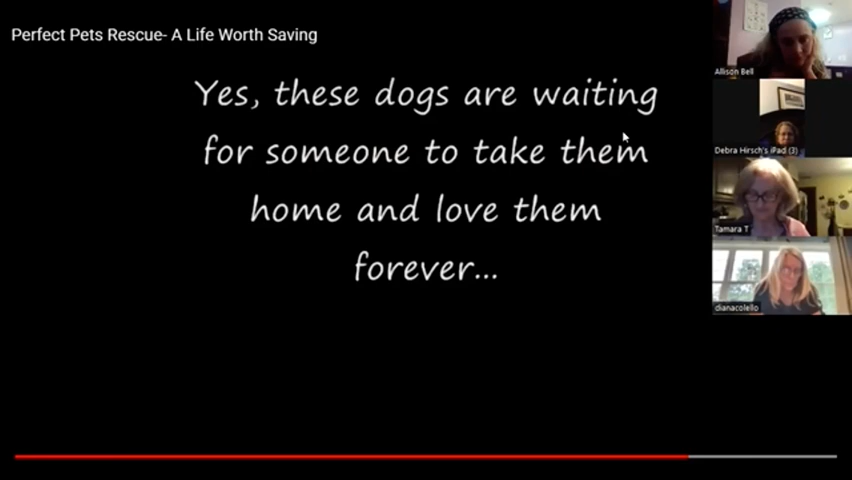 Perfect Pets Rescue- A Life Worth Saving
Yes, these dogs are waiting
for someone to take them
home and love them
forever...
Allison Bell
Debra Hirsch's iPad (3)
Tamara T
dianacolello